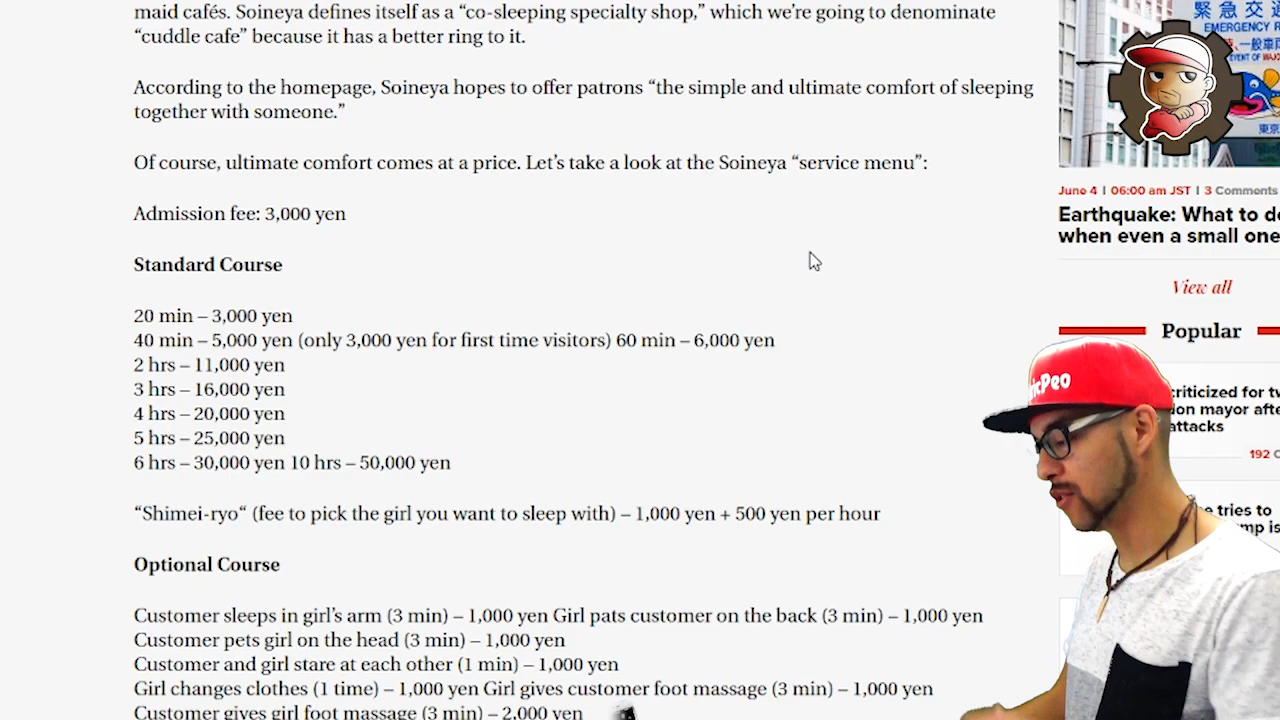 maid cafés. Soineya defines itself as a “co-sleeping specialty shop,” which we’re going to denominate
“cuddle cafe” because it has a better ring to it.
According to the homepage, Soineya hopes to offer patrons “the simple and ultimate comfort of sleeping
together with someone.”
Of course, ultimate comfort comes at a price. Let’s take a look at the Soineya “service menu”:
Admission fee: 3,000 yen
Standard Course
20 min – 3,000 yen
40 min – 5,000 yen (only 3,000 yen for first time visitors) 60 min – 6,000 yen
2 hrs – 11,000 yen
3 hrs – 16,000 yen
4 hrs – 20,000 yen
5 hrs – 25,000 yen
6 hrs – 30,000 yen 10 hrs – 50,000 yen
“Shimei-ryo“ (fee to pick the girl you want to sleep with) – 1,000 yen + 500 yen per hour
Optional Course
Customer sleeps in girl’s arm (3 min) – 1,000 yen Girl pats customer on the back (3 min) – 1,000 yen
Customer pets girl on the head (3 min) – 1,000 yen
Customer and girl stare at each other (1 min) – 1,000 yen
Girl changes clothes (1 time) – 1,000 yen Girl gives customer foot massage (3 min) – 1,000 yen
Customer gives girl foot massage (3 min) – 2,000 yen
緊急交通
EMERGENCY
東京
June 4 | 06:00 am JST | 3 Comments
Earthquake: What to do
when even a small one
View all
Popular
criticized for
mayor
attacks
192
tries to
is